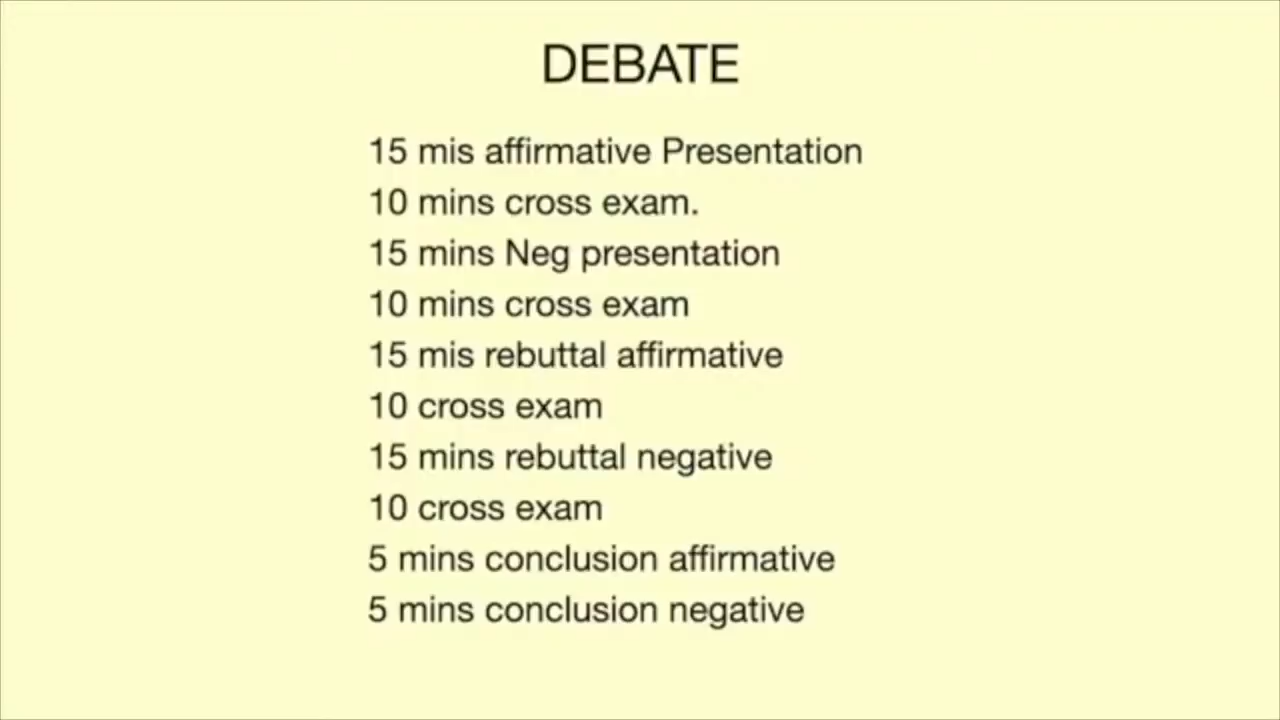 DEBATE
15 mis affirmative Presentation
10 mins cross exam.
15 mins Neg presentation
10 mins cross exam
15 mis rebuttal affirmative
10 cross exam
15 mins rebuttal negative
10 cross exam
5 mins conclusion affirmative
5 mins conclusion negative